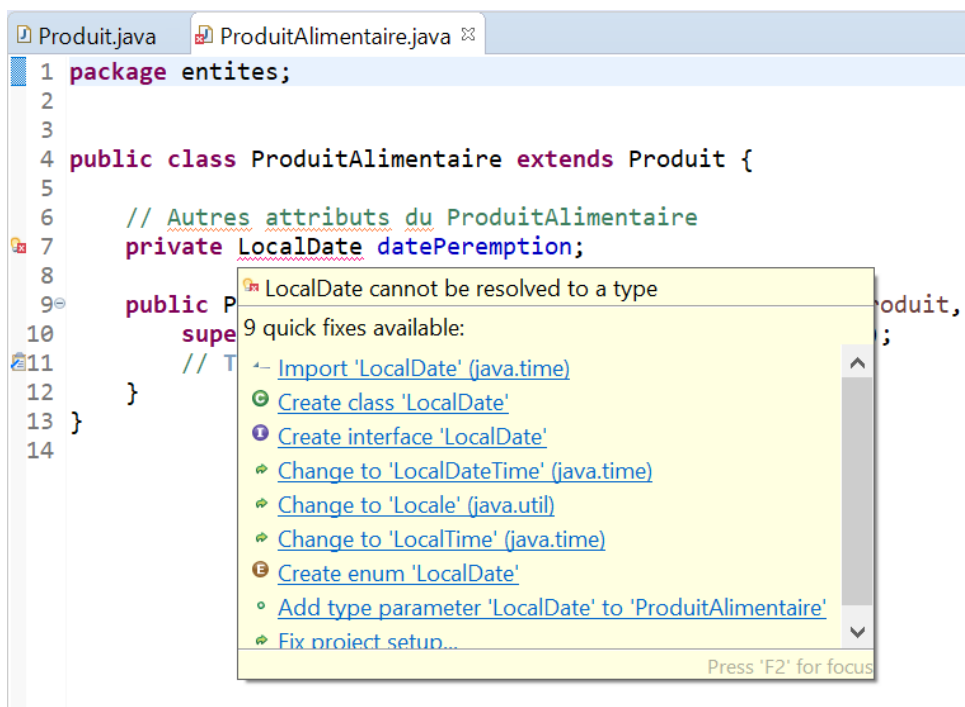 Produit.java ProduitAlimentaire.java
1 package entites;
2
3
4 public class ProduitAlimentaire extends Produit {
5
6 // Autres attributs du ProduitAlimentaire
7 private LocalDate datePeremption;
8
LocalDate cannot be resolved to a type
9 public P oduit,
9 quick fixes available:
10 supe ;
11 // T
Import 'LocalDate' (java.time)
12 }
Create class 'LocalDate'
13 }
Create interface 'LocalDate'
14
Change to 'LocalDateTime' (java.time)
Change to 'Locale' (java.util)
Change to 'LocalTime' (java.time)
Create enum 'LocalDate'
Add type parameter 'LocalDate' to 'ProduitAlimentaire'
Fix project setup...
Press 'F2' for focus